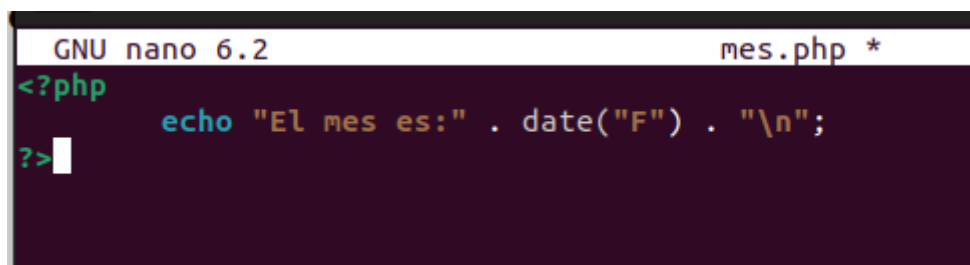 GNU nano 6.2 mes.php *
<?php
echo "El mes es:" . date("F") . "\n";
?>